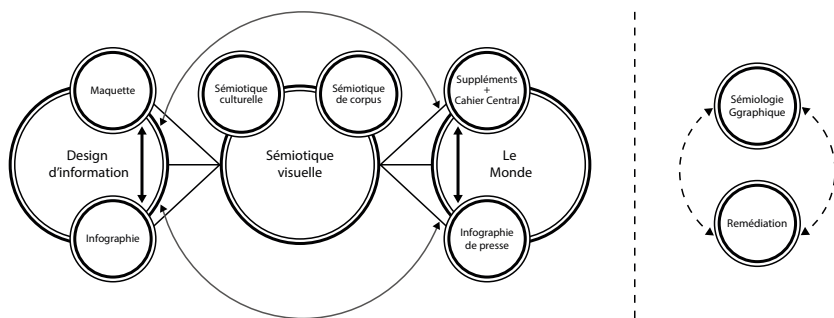 Maquette
Design
d'information
Infographie
Sémiotique
culturelle
Sémiotique
de corpus
Sémiotique
visuelle
Suppléments
+
Cahier Central
Le
Monde
Infographie
de presse
Sémiologie
Ggraphique
Remédiation